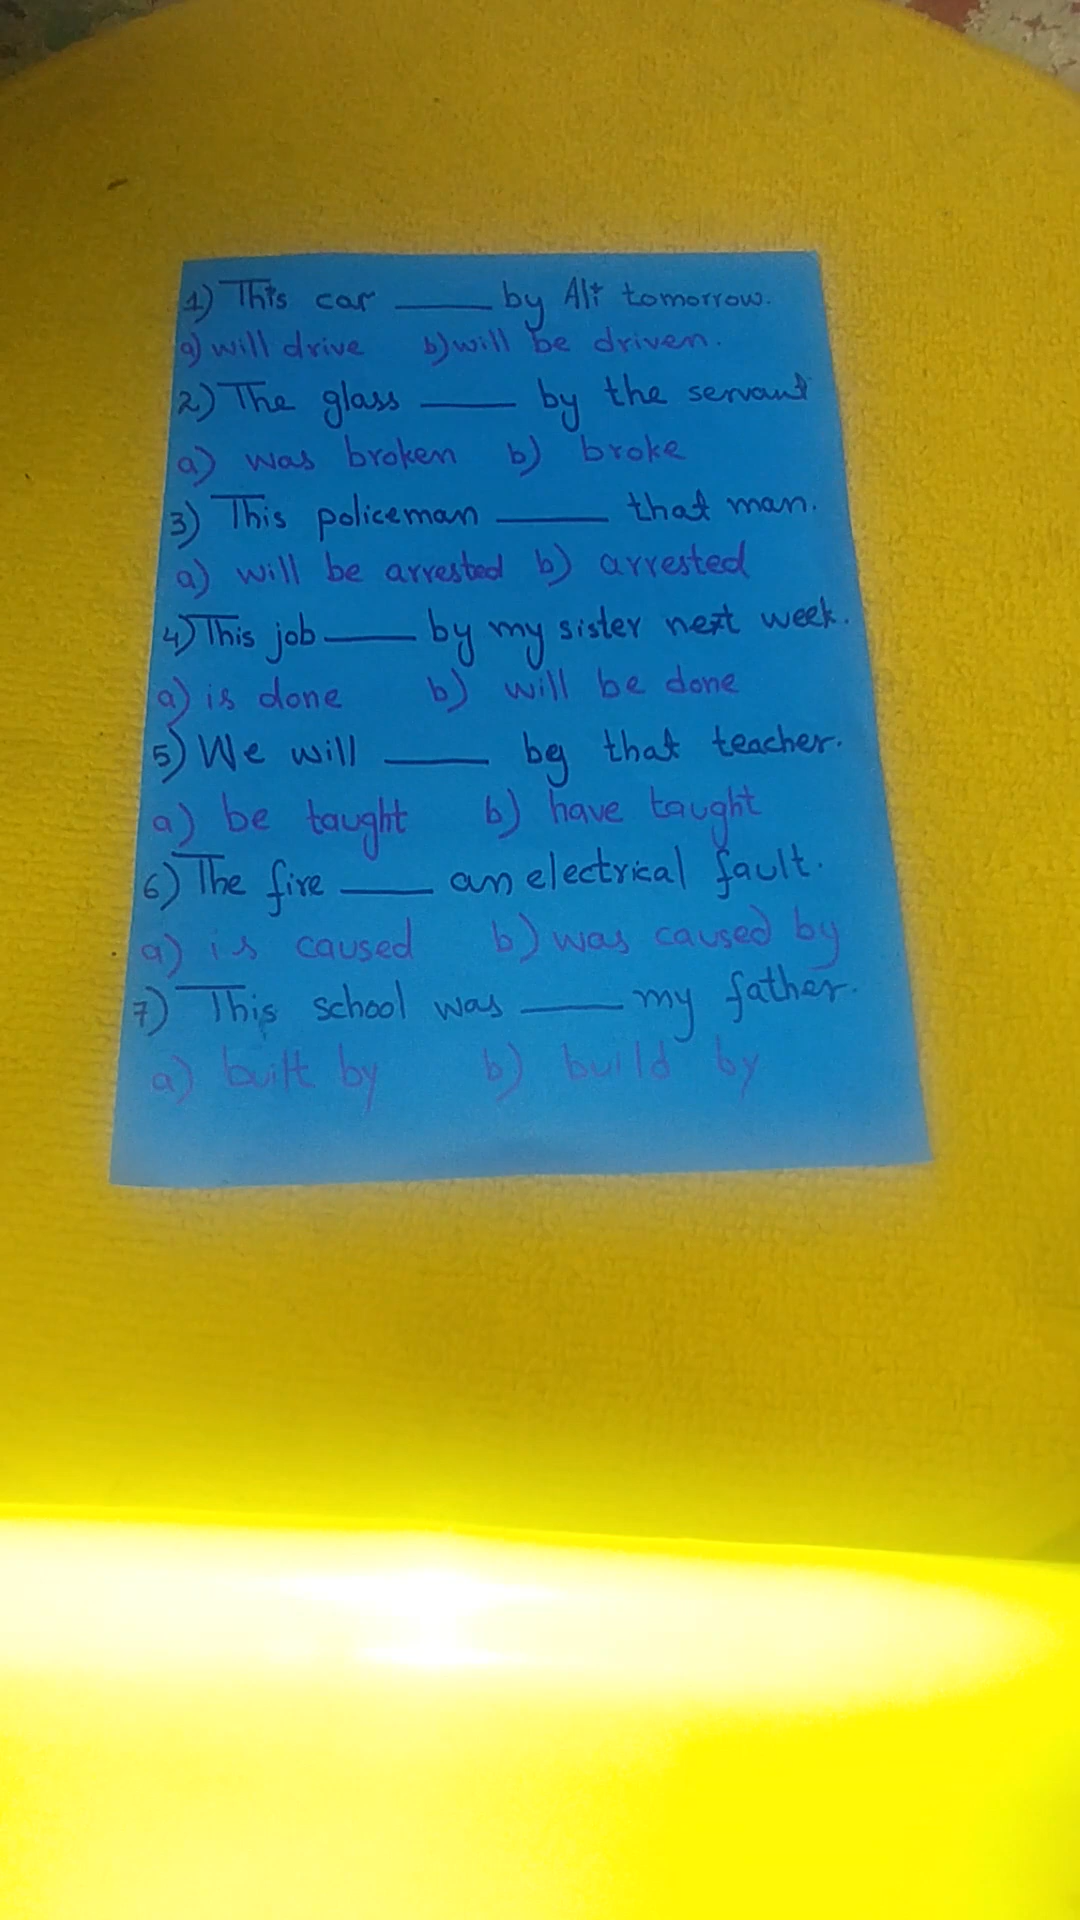 1) This car ____ by Ali tomorrow.
a) will drive b) will be driven.
2) The glass ____ by the servant
a) was broken b) broke
3) This policeman ____ that man.
a) will be arrested b) arrested
4) This job ____ by my sister next week.
a) is done b) will be done
5) We will ____ by that teacher.
a) be taught b) have taught
6) The fire ____ an electrical fault.
a) is caused b) was caused by
7) This school was ____ my father.
a) built by b) build by